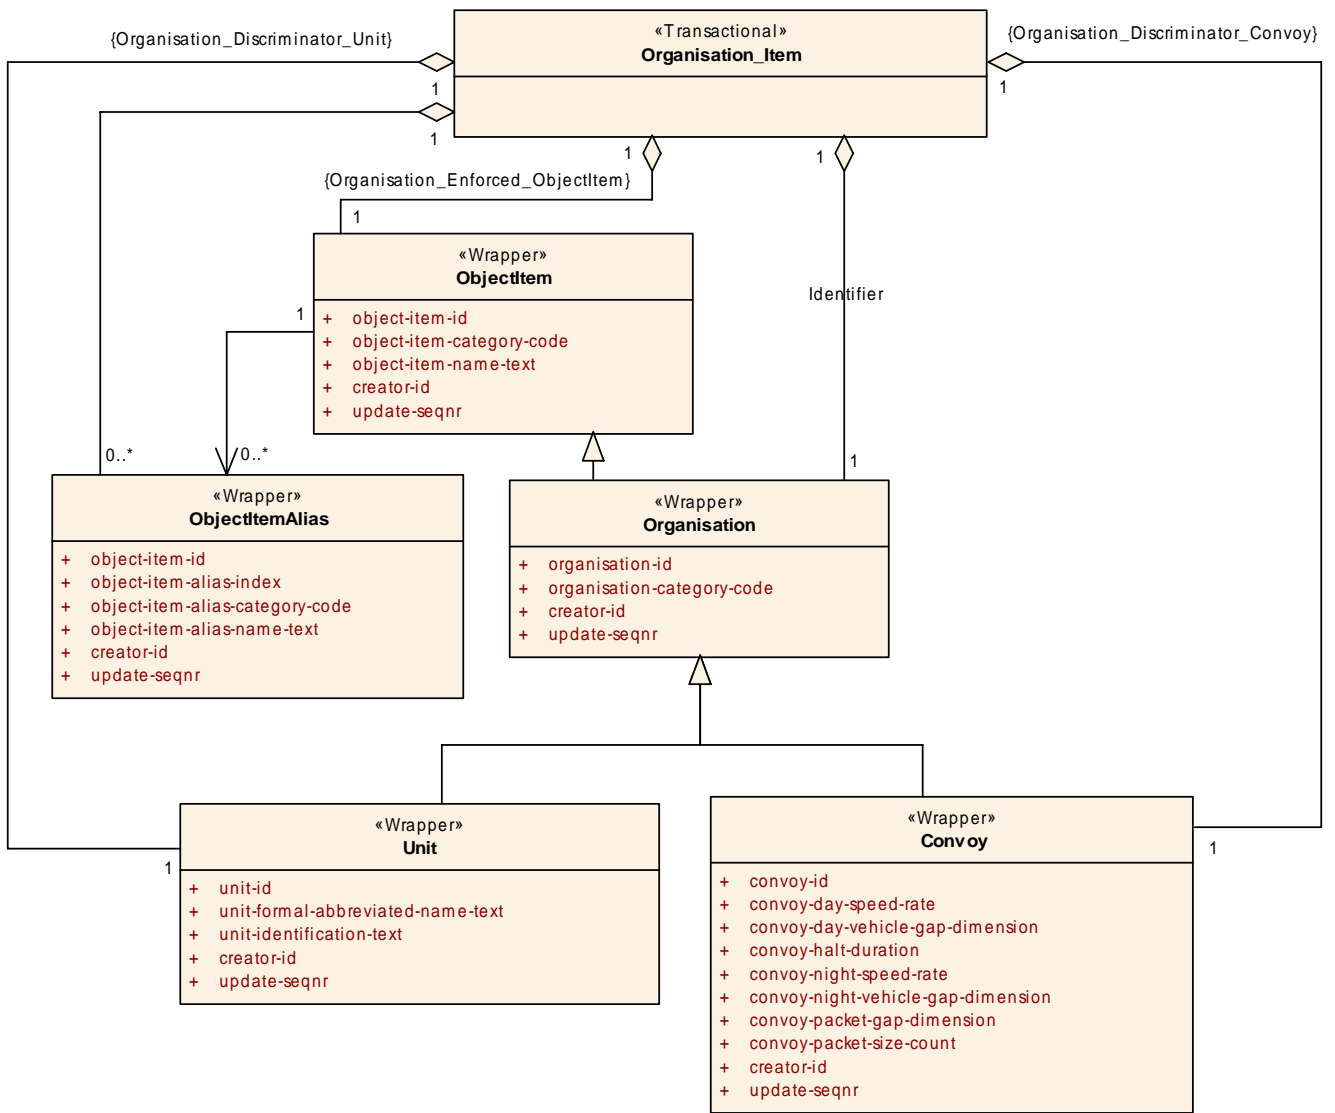 {Organisation_Discriminator_Unit}
«Transactional»
Organisation_Item
{Organisation_Discriminator_Convoy}
1
1
1
1
1
{Organisation_Enforced_ObjectItem}
1
«Wrapper»
ObjectItem
+ object-item-id
+ object-item-category-code
+ object-item-name-text
+ creator-id
+ update-seqnr
Identifier
1
0..*
0..*
1
«Wrapper»
ObjectItemAlias
+ object-item-id
+ object-item-alias-index
+ object-item-alias-category-code
+ object-item-alias-name-text
+ creator-id
+ update-seqnr
«Wrapper»
Organisation
+ organisation-id
+ organisation-category-code
+ creator-id
+ update-seqnr
«Wrapper»
Unit
1
+ unit-id
+ unit-formal-abbreviated-name-text
+ unit-identification-text
+ creator-id
+ update-seqnr
«Wrapper»
Convoy
1
+ convoy-id
+ convoy-day-speed-rate
+ convoy-day-vehicle-gap-dimension
+ convoy-halt-duration
+ convoy-night-speed-rate
+ convoy-night-vehicle-gap-dimension
+ convoy-packet-gap-dimension
+ convoy-packet-size-count
+ creator-id
+ update-seqnr